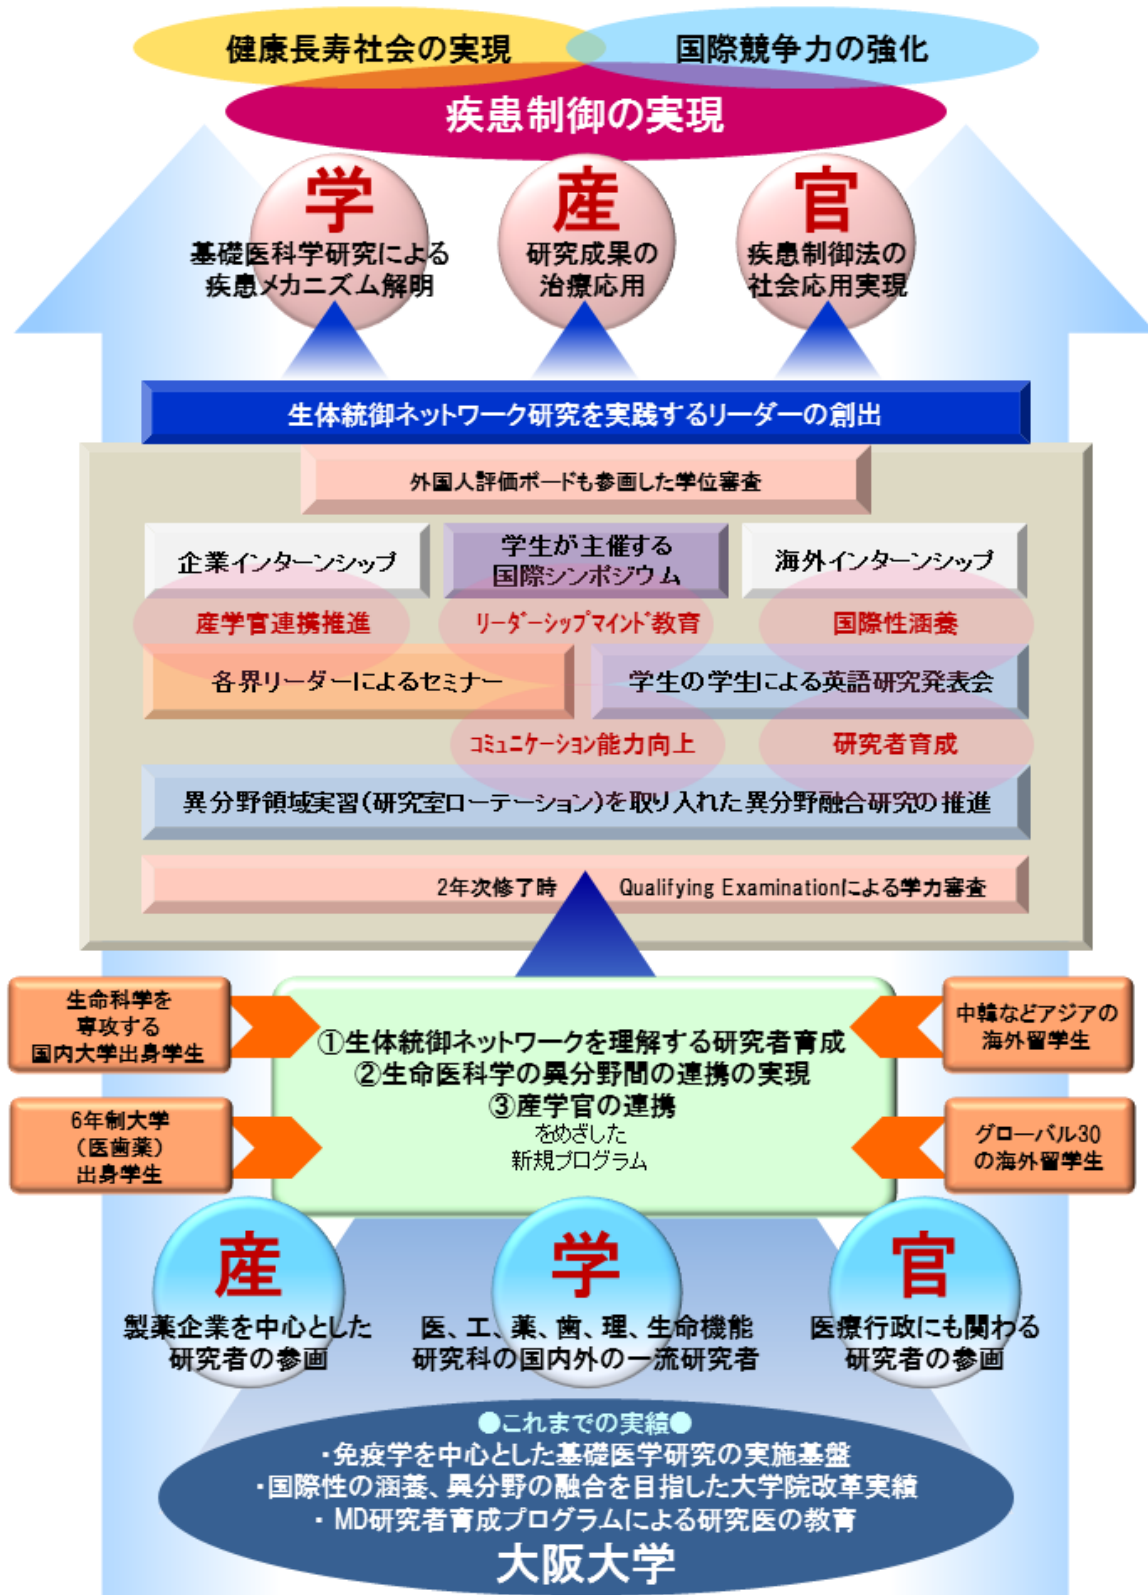 健康長寿社会の実現
国際競争力の強化
疾患制御の実現
学
基礎医科学研究による
疾患メカニズム解明
産
研究成果の
治療応用
官
疾患制御法の
社会応用実現
生体統御ネットワーク研究を実践するリーダーの創出
外国人評価ボードも参画した学位審査
企業インターンシップ
学生が主催する
国際シンポジウム
海外インターンシップ
産学官連携推進
リーダーシップマインド教育
国際性涵養
各界リーダーによるセミナー
学生の学生による英語研究発表会
コミュニケーション能力向上
研究者育成
異分野領域実習(研究室ローテーション)を取り入れた異分野融合研究の推進
2年次修了時 Qualifying Examinationによる学力審査
生命科学を
専攻する
国内大学出身学生
6年制大学
(医歯薬)
出身学生
①生体統御ネットワークを理解する研究者育成
②生命医科学の異分野間の連携の実現
③産学官の連携
をめざした
新規プログラム
中韓などアジアの
海外留学生
グローバル30
の海外留学生
産
製薬企業を中心とした
研究者の参画
学
医、工、薬、歯、理、生命機能
研究科の国内外の一流研究者
官
医療行政にも関わる
研究者の参画
●これまでの実績●
・免疫学を中心とした基礎医学研究の実施基盤
・国際性の涵養、異分野の融合を目指した大学院改革実績
・MD研究者育成プログラムによる研究医の教育
大阪大学